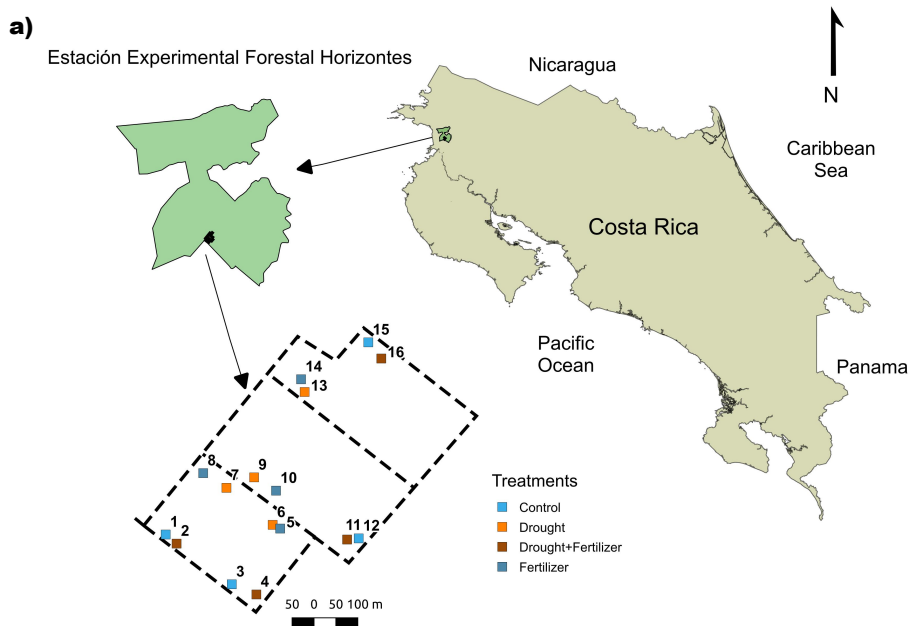 a)
Estación Experimental Forestal Horizontes
Nicaragua
N
Caribbean
Sea
Costa Rica
Pacific
Ocean
Panama
15
16
14
13
8
7
9
10
6
5
11
12
1
2
3
4
Treatments
Control
Drought
Drought+Fertilizer
Fertilizer
50 0 50 100 m